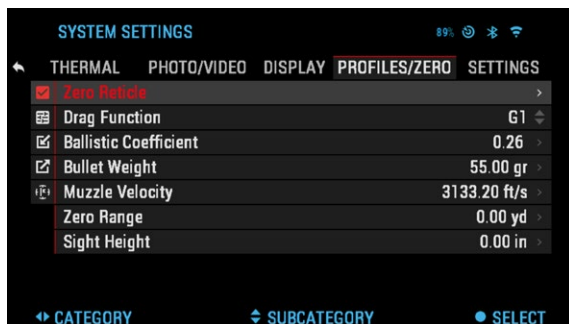 SYSTEM SETTINGS 89%
THERMAL PHOTO/VIDEO DISPLAY PROFILES/ZERO SETTINGS
Zero Reticle
Drag Function G1
Ballistic Coefficient 0.26
Bullet Weight 55.00 gr
Muzzle Velocity 3133.20 ft/s
Zero Range 0.00 yd
Sight Height 0.00 in
CATEGORY SUBCATEGORY SELECT